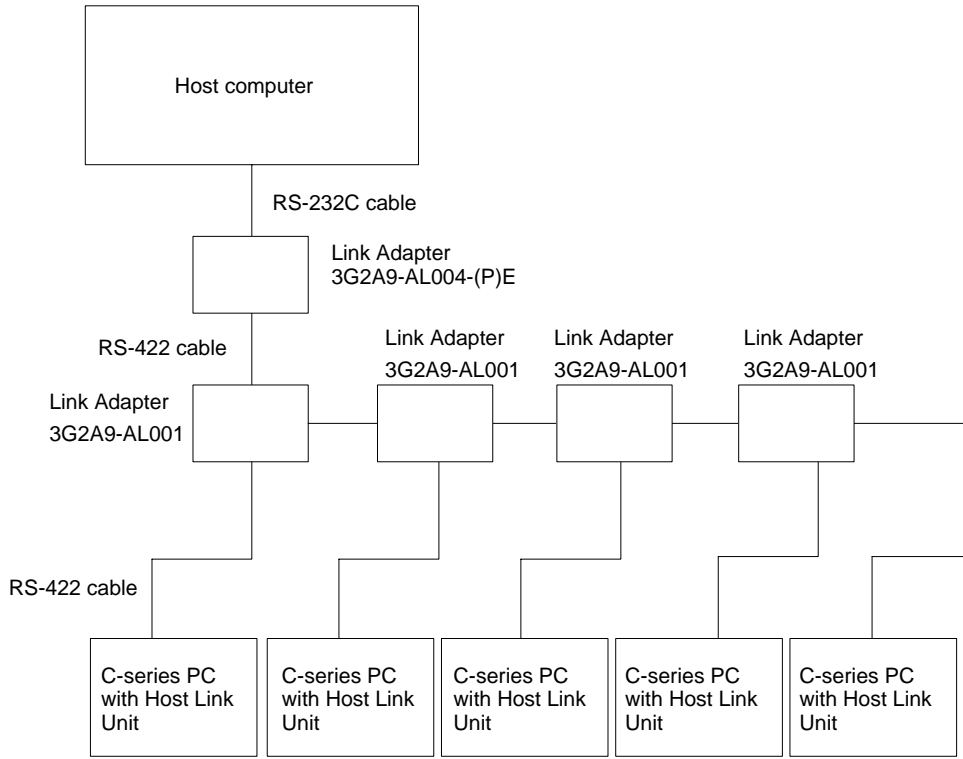 Host computer
RS-232C cable
Link Adapter
3G2A9-AL004-(P)E
RS-422 cable
Link Adapter
3G2A9-AL001
Link Adapter
3G2A9-AL001
Link Adapter
3G2A9-AL001
Link Adapter
3G2A9-AL001
RS-422 cable
C-series PC
with Host Link
Unit
C-series PC
with Host Link
Unit
C-series PC
with Host Link
Unit
C-series PC
with Host Link
Unit
C-series PC
with Host Link
Unit